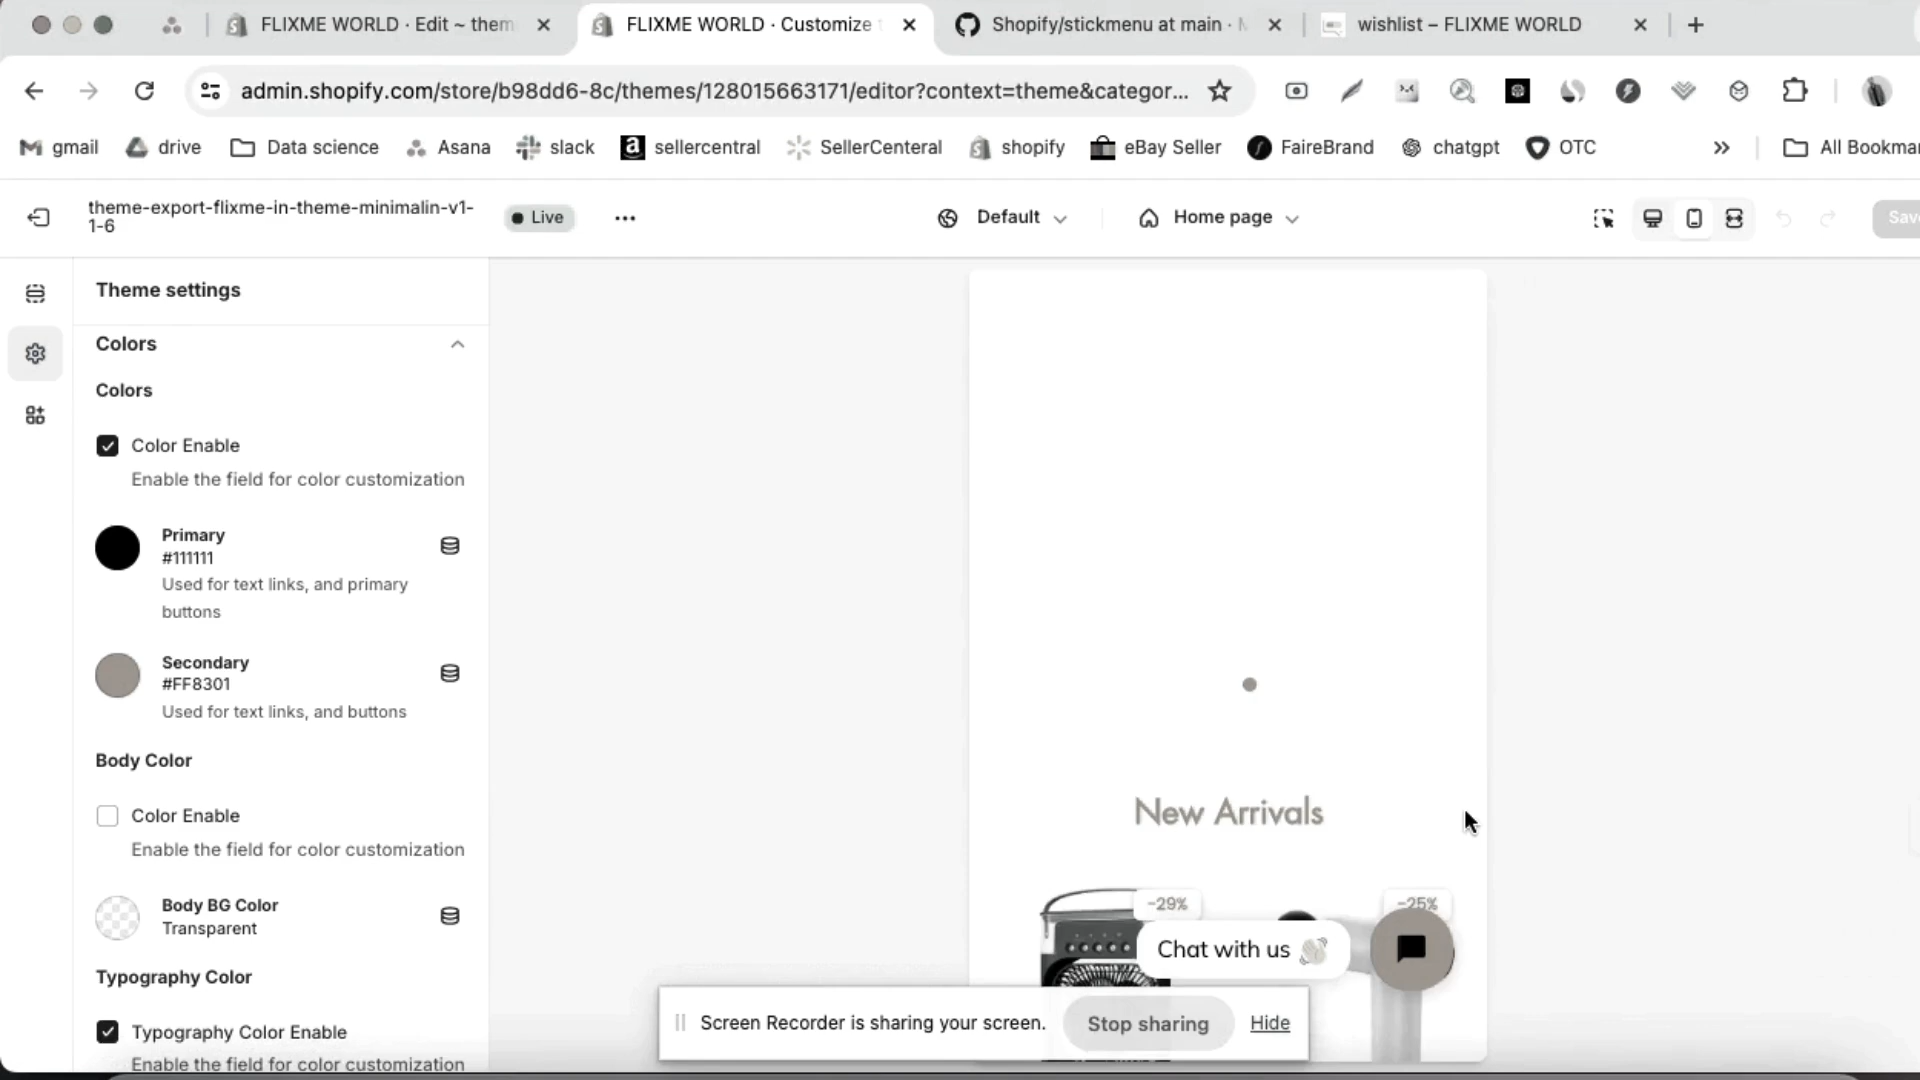 FLIXME WORLD · Edit ~ them
FLIXME WORLD · Customize
Shopify/stickmenu at main ·
wishlist – FLIXME WORLD
admin.shopify.com/store/b98dd6-8c/themes/128015663171/editor?context=theme&categor...
gmail
drive
Data science
Asana
slack
sellercentral
SellerCenteral
shopify
eBay Seller
FaireBrand
chatgpt
OTC
All Bookmar
theme-export-flixme-in-theme-minimalin-v1-
1-6
Live
Default
Home page
Save
Theme settings
Colors
Colors
Color Enable
Enable the field for color customization
Primary
#111111
Used for text links, and primary
buttons
Secondary
#FF8301
Used for text links, and buttons
Body Color
Color Enable
Enable the field for color customization
Body BG Color
Transparent
Typography Color
Typography Color Enable
Enable the field for color customization
New Arrivals
-29%
-25%
Chat with us
Screen Recorder is sharing your screen.
Stop sharing
Hide